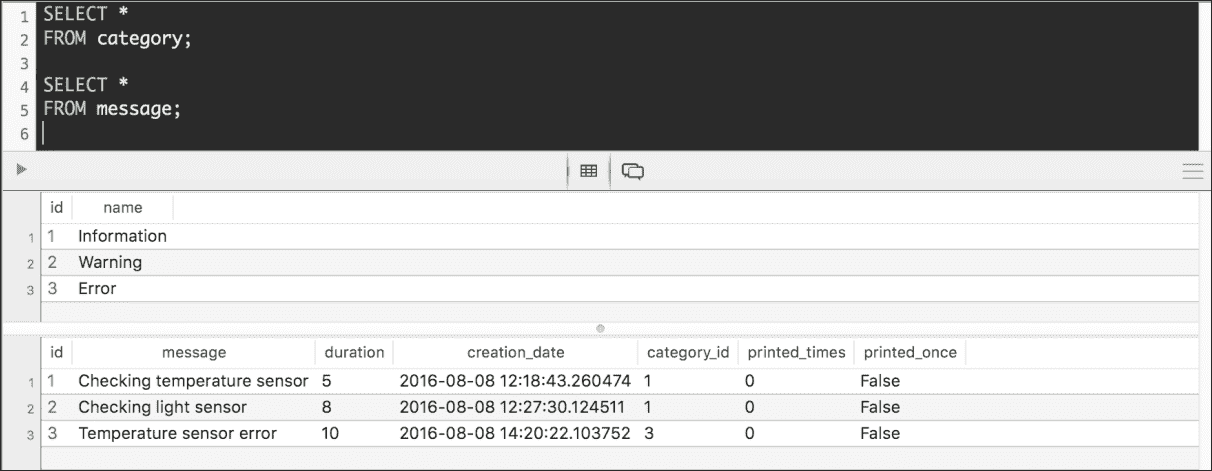 1 SELECT *
2 FROM category;
3
4 SELECT *
5 FROM message;
6
id name
1 1 Information
2 2 Warning
3 3 Error
id message duration creation_date category_id printed_times printed_once
1 1 Checking temperature sensor 5 2016-08-08 12:18:43.260474 1 0 False
2 2 Checking light sensor 8 2016-08-08 12:27:30.124511 1 0 False
3 3 Temperature sensor error 10 2016-08-08 14:20:22.103752 3 0 False